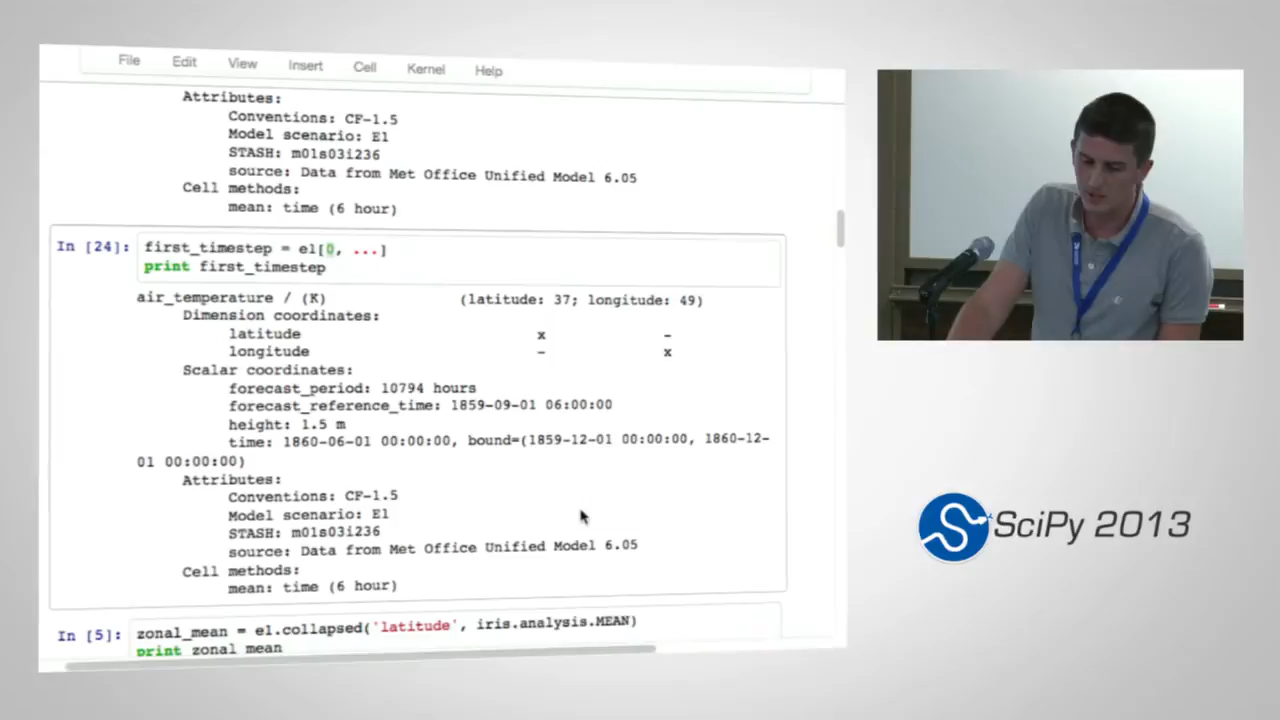 File Edit View Insert Cell Kernel Help
Attributes:
Conventions: CF-1.5
Model scenario: E1
STASH: m01s03i236
source: Data from Met Office Unified Model 6.05
Cell methods:
mean: time (6 hour)
In [24]: first_timestep = e1[0, ...]
print first_timestep
air_temperature / (K) (latitude: 37; longitude: 49)
Dimension coordinates:
latitude x -
longitude - x
Scalar coordinates:
forecast_period: 10794 hours
forecast_reference_time: 1859-09-01 06:00:00
height: 1.5 m
time: 1860-06-01 00:00:00, bound=(1859-12-01 00:00:00, 1860-12-
01 00:00:00)
Attributes:
Conventions: CF-1.5
Model scenario: E1
STASH: m01s03i236
source: Data from Met Office Unified Model 6.05
Cell methods:
mean: time (6 hour)
In [5]: zonal_mean = e1.collapsed('latitude', iris.analysis.MEAN)
print zonal_mean
SciPy 2013